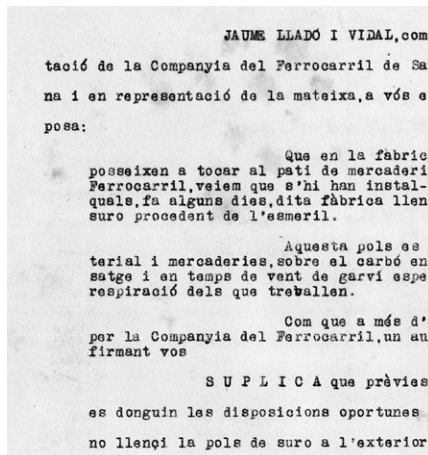 JAUME LLADÓ I VIDAL,com
tació de la Companyia del Ferrocarril de Sa
na i en representació de la mateixa,a vós e
posa:
Que en la fàbric
posseixen a tocar al pati de mercaderi
Ferrocarril,veiem que s'hi han instal-
quals,fa alguns dies,dita fàbrica llen
suro procedent de l'esmeril.
Aquesta pols es
terial i mercaderies,sobre el carbó en
satge i en temps de vent de garví espe
respiració dels que treballen.
Com que a més d'
per la Companyia del Ferrocarril,un au
firmant vos
S U P L I C A que prèvies
es donguin les disposicions oportunes
no llençi la pols de suro a l'exterior